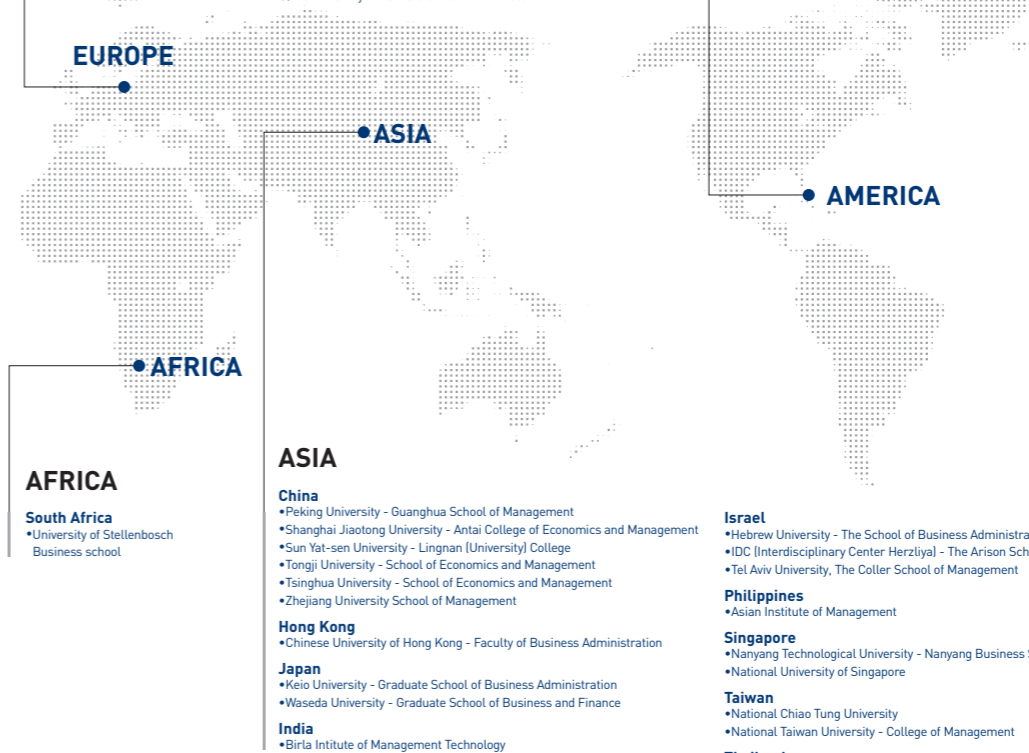 EUROPE
ASIA
AMERICA
AFRICA
AFRICA
South Africa
•University of Stellenbosch
Business school
ASIA
China
•Peking University - Guanghua School of Management
•Shanghai Jiaotong University - Antai College of Economics and Management
•Sun Yat-sen University - Lingnan (University) College
•Tongji University - School of Economics and Management
•Tsinghua University - School of Economics and Management
•Zhejiang University School of Management
Hong Kong
•Chinese University of Hong Kong - Faculty of Business Administration
Japan
•Keio University - Graduate School of Business Administration
•Waseda University - Graduate School of Business and Finance
India
•Birla Intitute of Management Technology
Israel
•Hebrew University - The School of Business Administra
•IDC (Interdisciplinary Center Herzliya) - The Arison Sch
•Tel Aviv University, The Coller School of Management
Philippines
•Asian Institute of Management
Singapore
•Nanyang Technological University - Nanyang Business
•National University of Singapore
Taiwan
•National Chiao Tung University
•National Taiwan University - College of Management